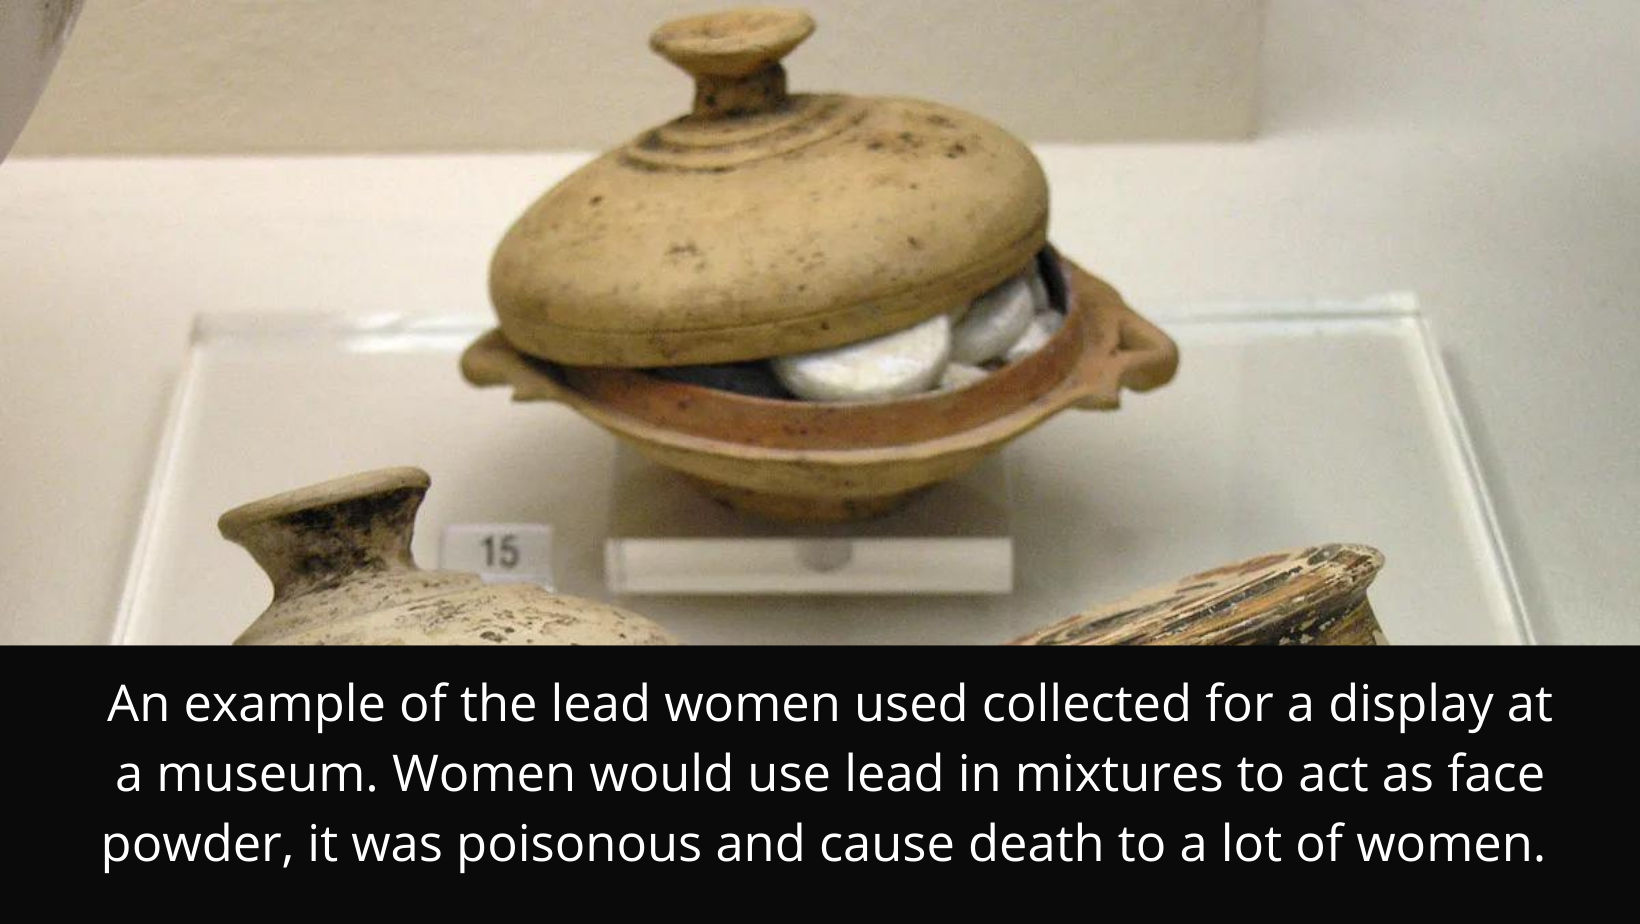 15
An example of the lead women used collected for a display at
a museum. Women would use lead in mixtures to act as face
powder, it was poisonous and cause death to a lot of women.